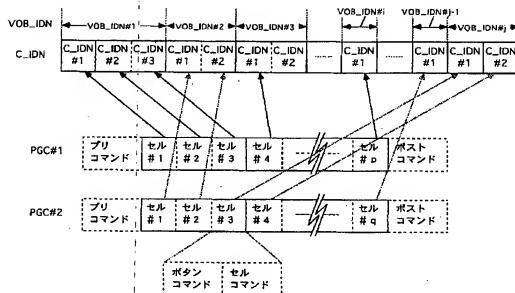 VOB_IDN VOB_IDN#1 VOB_IDN#2 VOB_IDN#3 VOB_IDN#i VOB_IDN#j-1 VOB_IDN#j
C_IDN C_IDN #1 C_IDN #2 C_IDN #3 C_IDN #1 C_IDN #2 C_IDN #1 C_IDN #2 C_IDN #1 C_IDN #1 C_IDN #1 C_IDN #2
PGC#1 プリ コマンド セル #1 セル #2 セル #3 セル #4 セル #p ポスト コマンド
PGC#2 プリ コマンド セル #1 セル #2 セル #3 セル #4 セル #q ポスト コマンド
ボタン コマンド セル コマンド